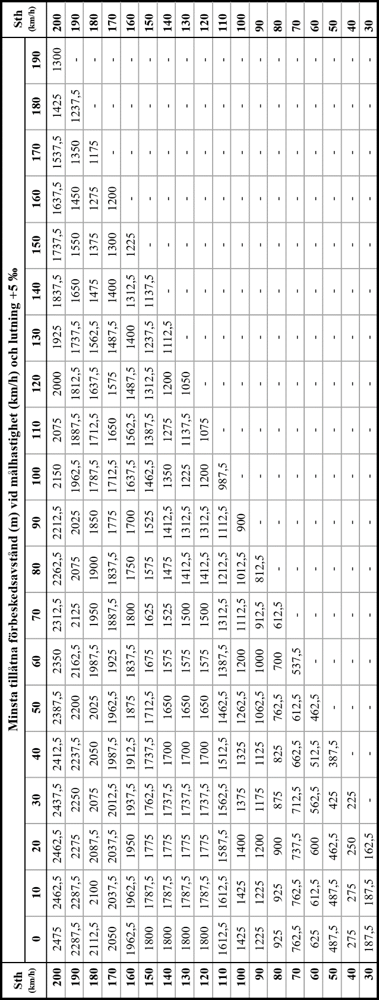 Sth Minsta tillåtna förbeskedsavstånd (m) vid målhastighet (km/h) och lutning +5 ‰ Sth
(km/h) 0 10 20 30 40 50 60 70 80 90 100 110 120 130 140 150 160 170 180 190 (km/h)
200 2475 2462,5 2462,5 2437,5 2412,5 2387,5 2350 2312,5 2262,5 2212,5 2150 2075 2000 1925 1837,5 1737,5 1637,5 1537,5 1425 1300 200
190 2287,5 2287,5 2275 2250 2237,5 2200 2162,5 2125 2075 2025 1962,5 1887,5 1812,5 1737,5 1650 1550 1450 1350 1237,5 - 190
180 2112,5 2100 2087,5 2075 2050 2025 1987,5 1950 1900 1850 1787,5 1712,5 1637,5 1562,5 1475 1375 1275 1175 - - 180
170 2050 2037,5 2037,5 2012,5 1987,5 1962,5 1925 1887,5 1837,5 1775 1712,5 1650 1575 1487,5 1400 1300 1200 - - - 170
160 1962,5 1962,5 1950 1937,5 1912,5 1875 1837,5 1800 1750 1700 1637,5 1562,5 1487,5 1400 1312,5 1225 - - - - 160
150 1800 1787,5 1775 1762,5 1737,5 1712,5 1675 1625 1575 1525 1462,5 1387,5 1312,5 1237,5 1137,5 - - - - - 150
140 1800 1787,5 1775 1737,5 1700 1650 1575 1525 1475 1412,5 1350 1275 1200 1112,5 - - - - - - 140
130 1800 1787,5 1775 1737,5 1700 1650 1575 1500 1412,5 1312,5 1225 1137,5 1050 - - - - - - - 130
120 1800 1787,5 1775 1737,5 1700 1650 1575 1500 1412,5 1312,5 1200 1075 - - - - - - - - 120
110 1612,5 1612,5 1587,5 1562,5 1512,5 1462,5 1387,5 1312,5 1212,5 1112,5 987,5 - - - - - - - - - 110
100 1425 1425 1400 1375 1325 1262,5 1200 1112,5 1012,5 900 - - - - - - - - - - 100
90 1225 1225 1200 1175 1125 1062,5 1000 912,5 812,5 - - - - - - - - - - - 90
80 925 925 900 875 825 762,5 700 612,5 - - - - - - - - - - - - 80
70 762,5 762,5 737,5 712,5 662,5 612,5 537,5 - - - - - - - - - - - - - 70
60 625 612,5 600 562,5 512,5 462,5 - - - - - - - - - - - - - - 60
50 487,5 487,5 462,5 425 387,5 - - - - - - - - - - - - - - - 50
40 275 275 250 225 - - - - - - - - - - - - - - - - 40
30 187,5 187,5 162,5 - - - - - - - - - - - - - - - - - 30